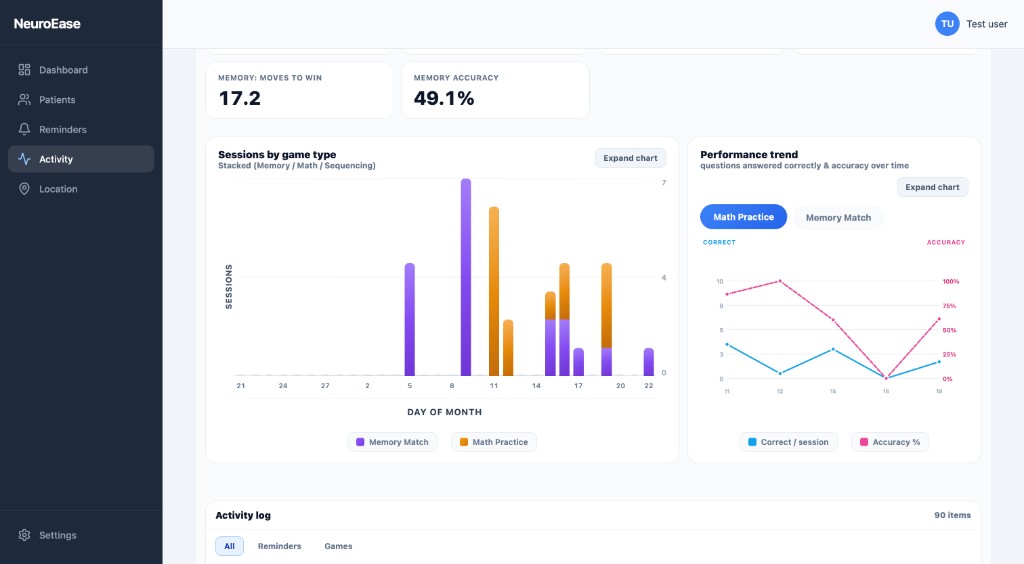 NeuroEase
TU Test user
Dashboard
Patients
Reminders
Activity
Location
Settings
MEMORY: MOVES TO WIN
17.2
MEMORY ACCURACY
49.1%
Sessions by game type
Stacked (Memory / Math / Sequencing)
Expand chart
7
4
0
SESSIONS
21 24 27 2 5 8 11 14 17 20 22
DAY OF MONTH
Memory Match Math Practice
Performance trend
questions answered correctly & accuracy over time
Expand chart
Math Practice Memory Match
CORRECT ACCURACY
10 100%
8 75%
5 50%
3 25%
0 0%
11 12 15 16 19
Correct / session Accuracy %
Activity log
90 items
All Reminders Games